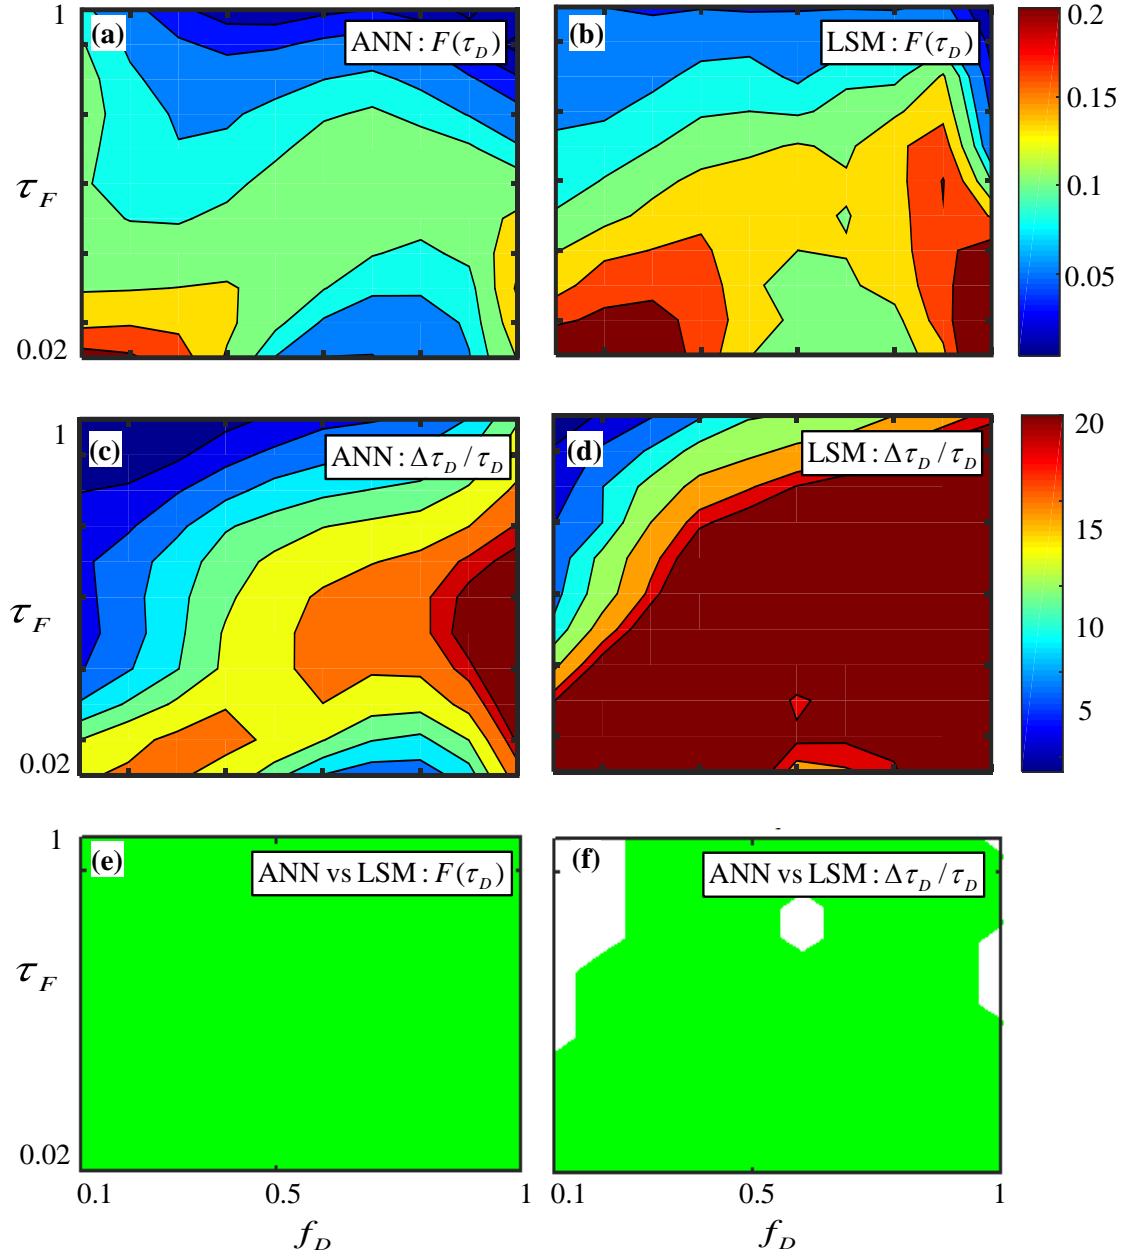 1
(a)
ANN : F(τ_D)
(b)
LSM : F(τ_D)
0.2
0.15
0.1
0.05
τ_F
0.02
1
(c)
ANN : Δτ_D / τ_D
(d)
LSM : Δτ_D / τ_D
20
15
10
5
τ_F
0.02
1
(e)
ANN vs LSM : F(τ_D)
(f)
ANN vs LSM : Δτ_D / τ_D
τ_F
0.02
0.1
0.5
1
0.1
0.5
1
f_D
f_D